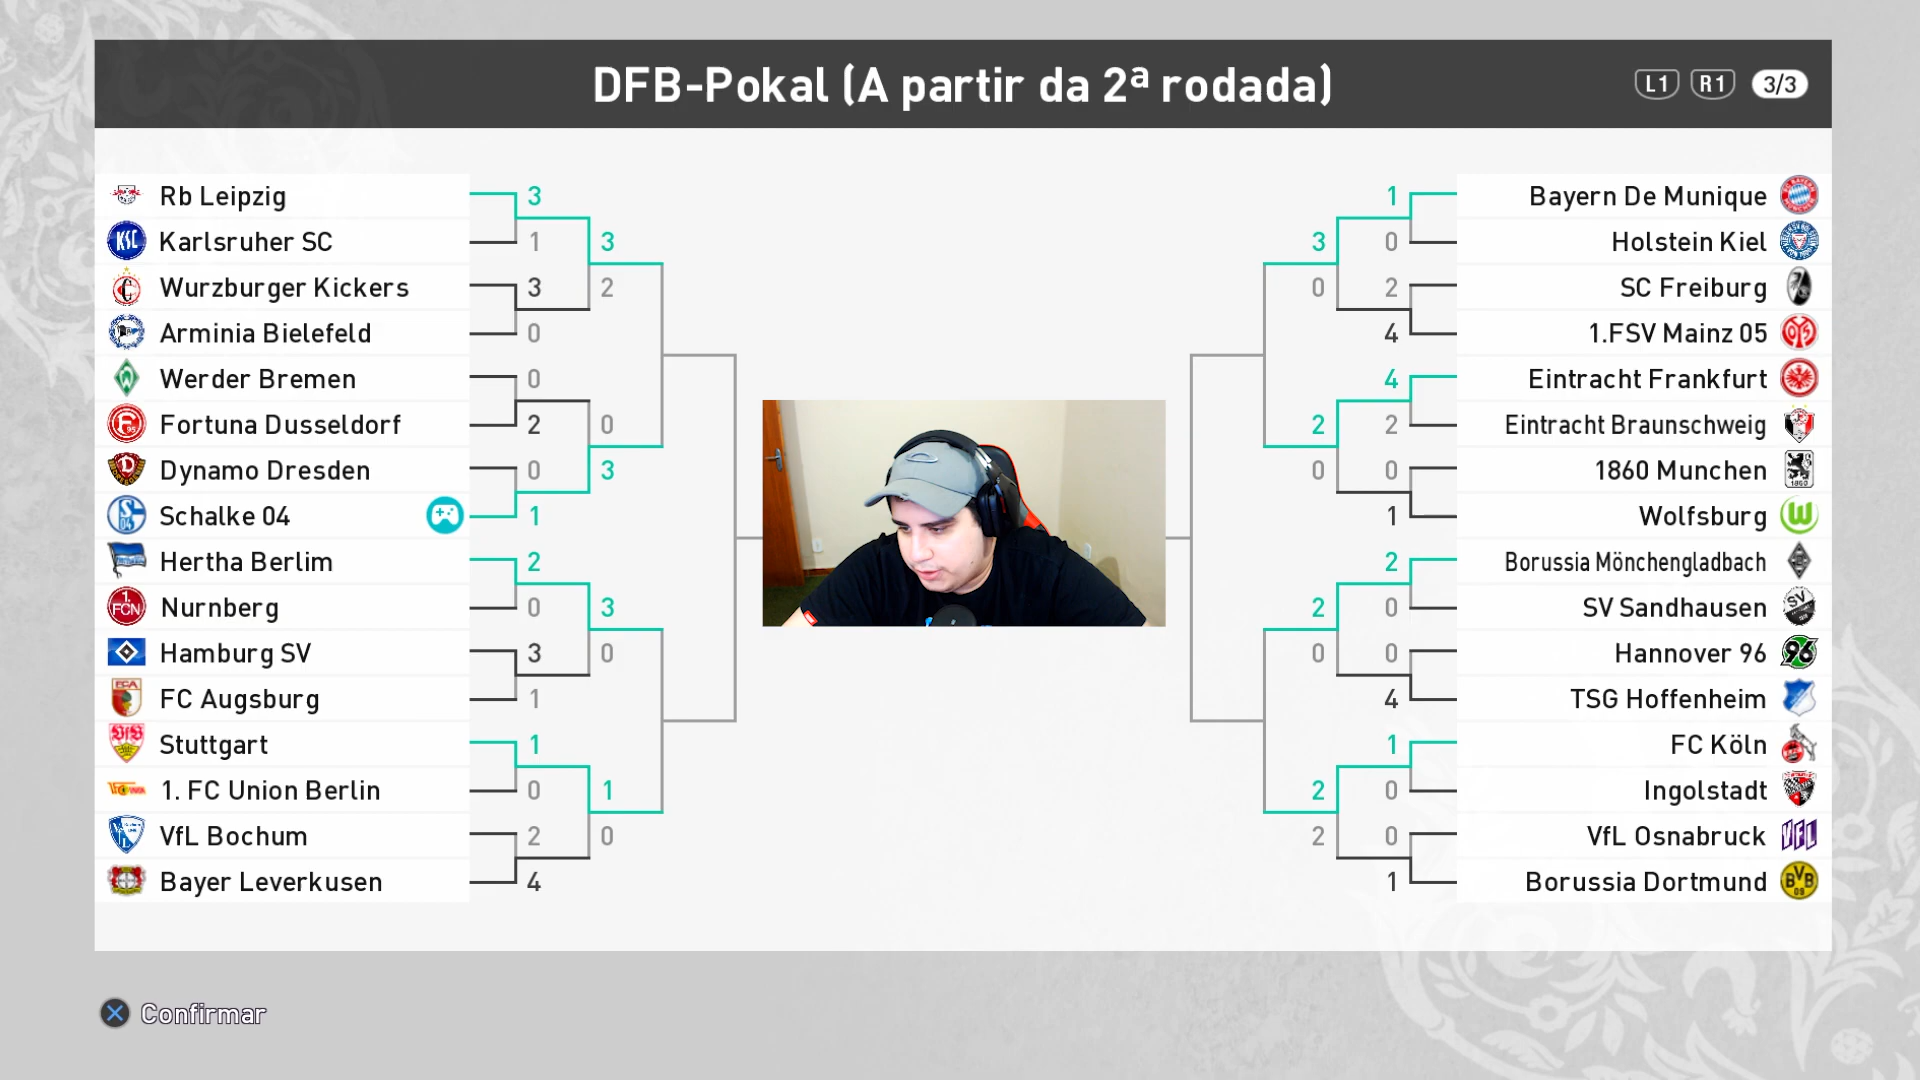 DFB-Pokal (A partir da 2ª rodada)
L1 R1 3/3
Rb Leipzig 3
Karlsruher SC 1
3
Wurzburger Kickers 3
2
Arminia Bielefeld 0
Werder Bremen 0
Fortuna Dusseldorf 2
0
Dynamo Dresden 0
3
Schalke 04 1
Hertha Berlim 2
Nurnberg 0
3
Hamburg SV 3
0
FC Augsburg 1
Stuttgart 1
1. FC Union Berlin 0
1
VfL Bochum 2
0
Bayer Leverkusen 4
1 Bayern De Munique
3
0 Holstein Kiel
0
2 SC Freiburg
4 1.FSV Mainz 05
4 Eintracht Frankfurt
2
2 Eintracht Braunschweig
0
0 1860 Munchen
1 Wolfsburg
2 Borussia Mönchengladbach
2
0 SV Sandhausen
0
0 Hannover 96
4 TSG Hoffenheim
1 FC Köln
2
0 Ingolstadt
2
0 VfL Osnabruck
1 Borussia Dortmund
Confirmar